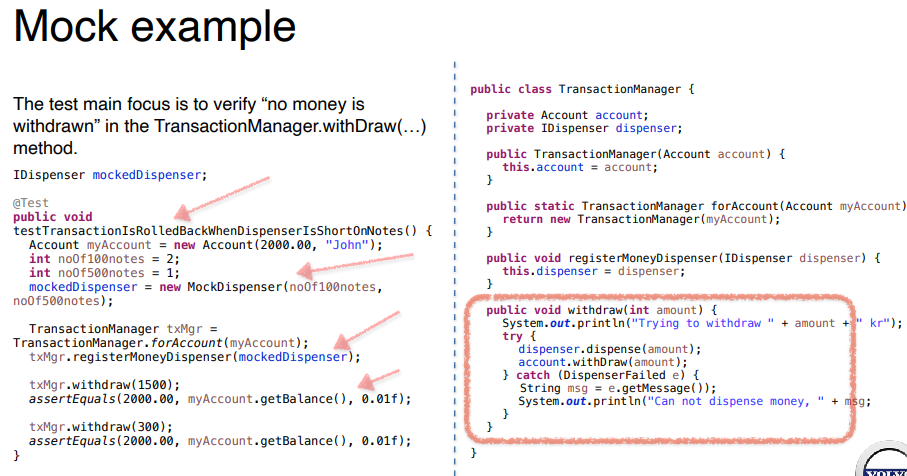 Mock example
The test main focus is to verify “no money is
withdrawn” in the TransactionManager.withDraw(…)
method.
IDispenser mockedDispenser;
@Test
public void
testTransactionIsRolledBackWhenDispenserIsShortOnNotes() {
Account myAccount = new Account(2000.00, "John");
int noOf100notes = 2;
int noOf500notes = 1;
mockedDispenser = new MockDispenser(noOf100notes,
noOf500notes);
TransactionManager txMgr =
TransactionManager.forAccount(myAccount);
txMgr.registerMoneyDispenser(mockedDispenser);
txMgr.withdraw(1500);
assertEquals(2000.00, myAccount.getBalance(), 0.01f);
txMgr.withdraw(300);
assertEquals(2000.00, myAccount.getBalance(), 0.01f);
}
public class TransactionManager {
private Account account;
private IDispenser dispenser;
public TransactionManager(Account account) {
this.account = account;
}
public static TransactionManager forAccount(Account myAccount)
return new TransactionManager(myAccount);
}
public void registerMoneyDispenser(IDispenser dispenser) {
this.dispenser = dispenser;
}
public void withdraw(int amount) {
System.out.println("Trying to withdraw " + amount + " kr");
try {
dispenser.dispense(amount);
account.withDraw(amount);
} catch (DispenserFailed e) {
String msg = e.getMessage());
System.out.println("Can not dispense money, " + msg;
}
}
}